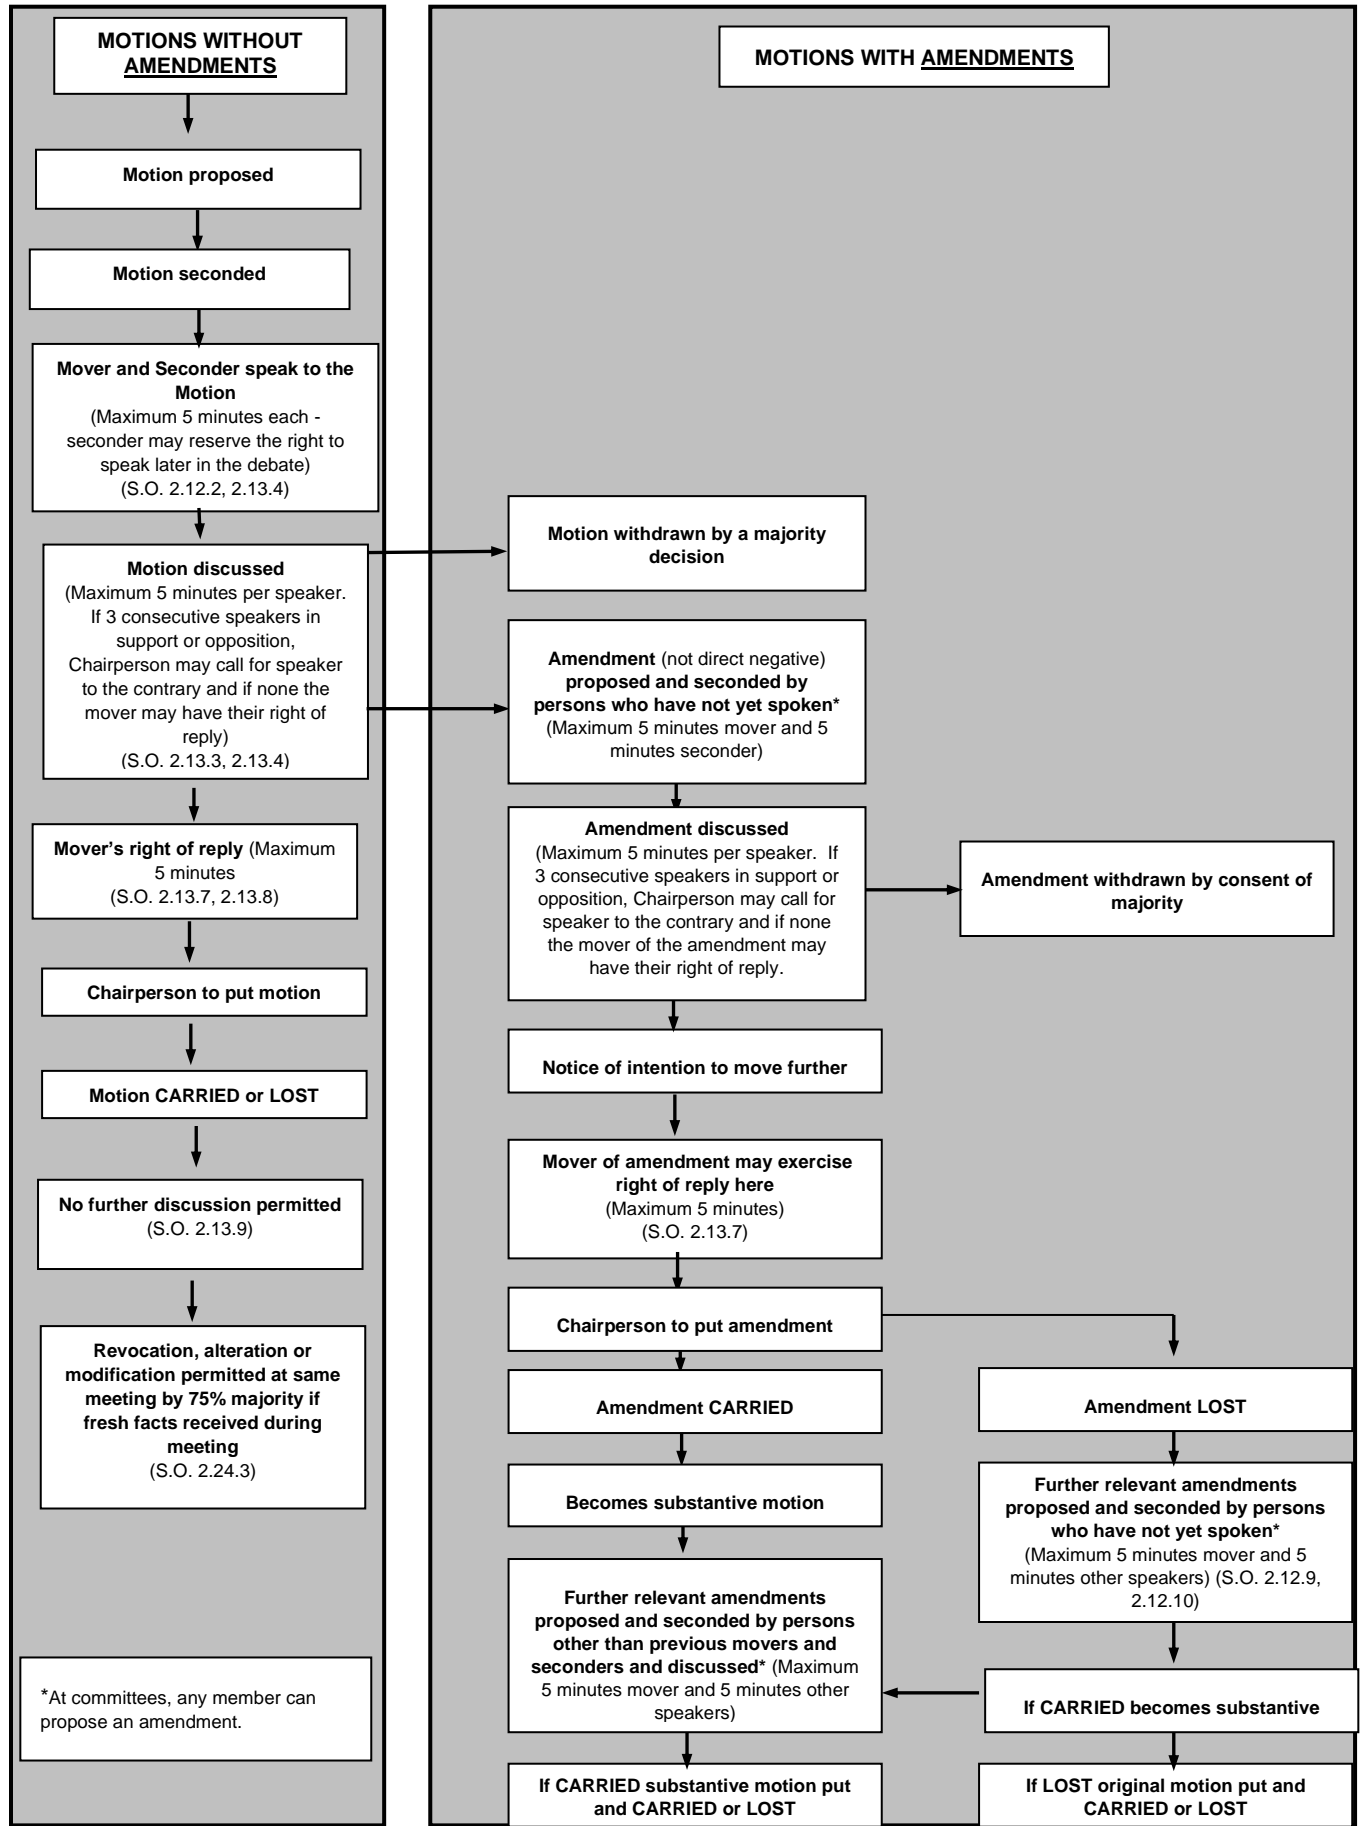 MOTIONS WITHOUT
AMENDMENTS
Motion proposed
Motion seconded
Mover and Seconder speak to the
Motion
(Maximum 5 minutes each -
seconder may reserve the right to
speak later in the debate)
(S.O. 2.12.2, 2.13.4)
Motion discussed
(Maximum 5 minutes per speaker.
If 3 consecutive speakers in
support or opposition,
Chairperson may call for speaker
to the contrary and if none the
mover may have their right of
reply)
(S.O. 2.13.3, 2.13.4)
Mover’s right of reply (Maximum
5 minutes
(S.O. 2.13.7, 2.13.8)
Chairperson to put motion
Motion CARRIED or LOST
No further discussion permitted
(S.O. 2.13.9)
Revocation, alteration or
modification permitted at same
meeting by 75% majority if
fresh facts received during
meeting
(S.O. 2.24.3)
*At committees, any member can
propose an amendment.
MOTIONS WITH AMENDMENTS
Motion withdrawn by a majority
decision
Amendment (not direct negative)
proposed and seconded by
persons who have not yet spoken*
(Maximum 5 minutes mover and 5
minutes seconder)
Amendment discussed
(Maximum 5 minutes per speaker.  If
3 consecutive speakers in support or
opposition, Chairperson may call for
speaker to the contrary and if none
the mover of the amendment may
have their right of reply.
Amendment withdrawn by consent of
majority
Notice of intention to move further
Mover of amendment may exercise
right of reply here
(Maximum 5 minutes)
(S.O. 2.13.7)
Chairperson to put amendment
Amendment CARRIED
Becomes substantive motion
Further relevant amendments
proposed and seconded by persons
other than previous movers and
seconders and discussed* (Maximum
5 minutes mover and 5 minutes other
speakers)
If CARRIED substantive motion put
and CARRIED or LOST
Amendment LOST
Further relevant amendments
proposed and seconded by persons
who have not yet spoken*
(Maximum 5 minutes mover and 5
minutes other speakers) (S.O. 2.12.9,
2.12.10)
If CARRIED becomes substantive
If LOST original motion put and
CARRIED or LOST